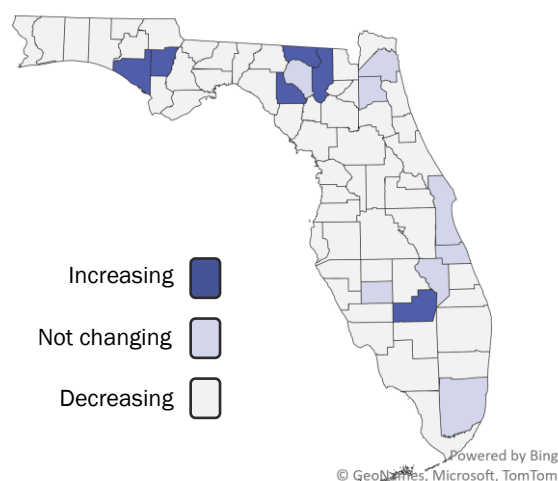 Increasing
Not changing
Decreasing
Powered by Bing
© GeoNames, Microsoft, TomTom